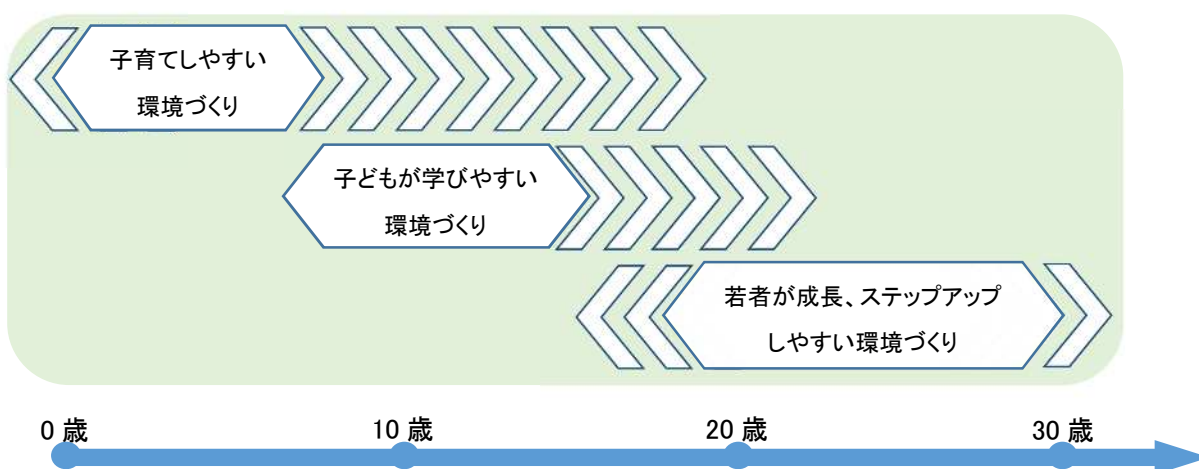 子育てしやすい
環境づくり
子どもが学びやすい
環境づくり
若者が成長、ステップアップ
しやすい環境づくり
0 歳
10 歳
20 歳
30 歳